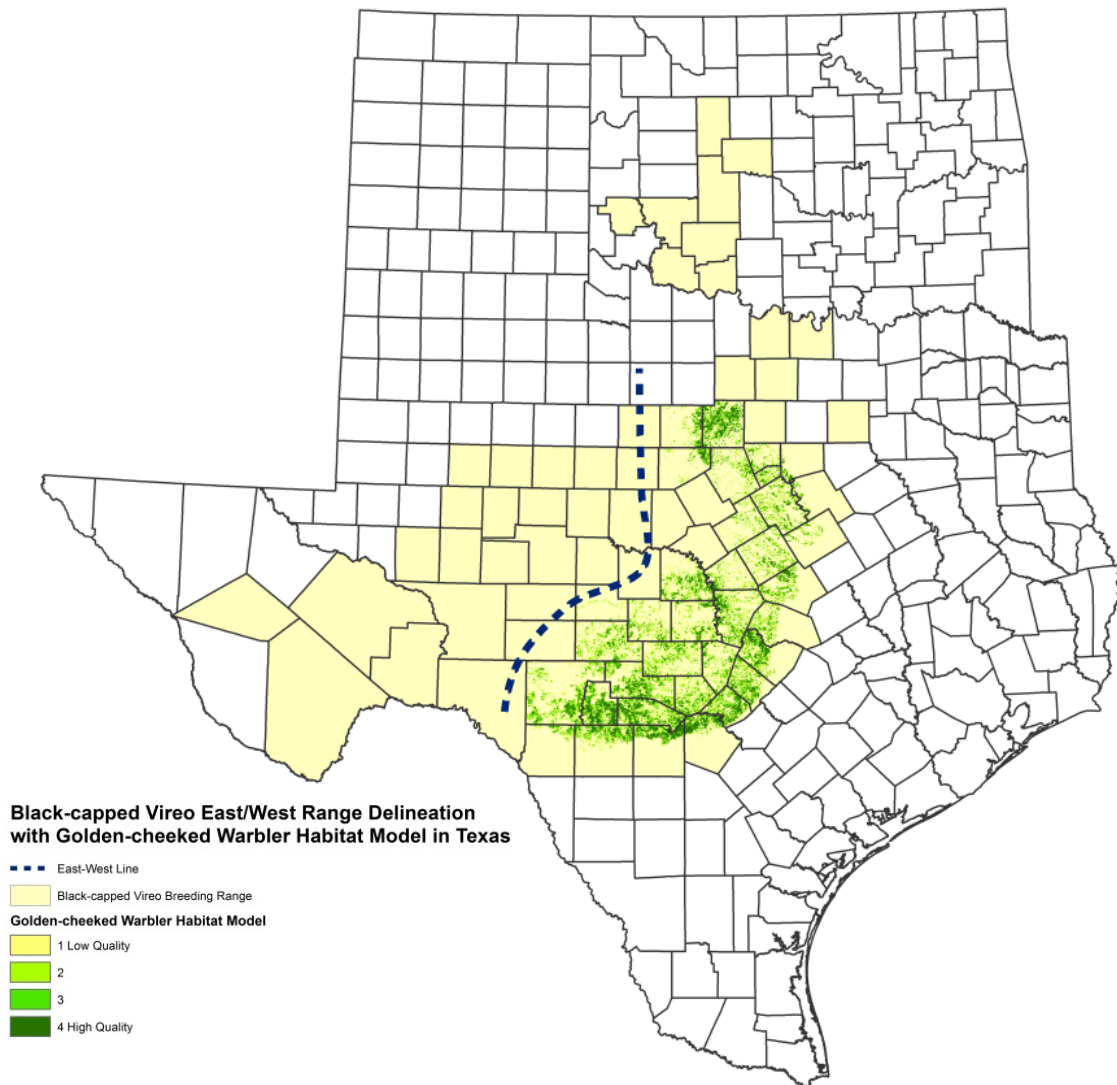 Black-capped Vireo East/West Range Delineation
with Golden-cheeked Warbler Habitat Model in Texas
East-West Line
Black-capped Vireo Breeding Range
Golden-cheeked Warbler Habitat Model
1 Low Quality
2
3
4 High Quality